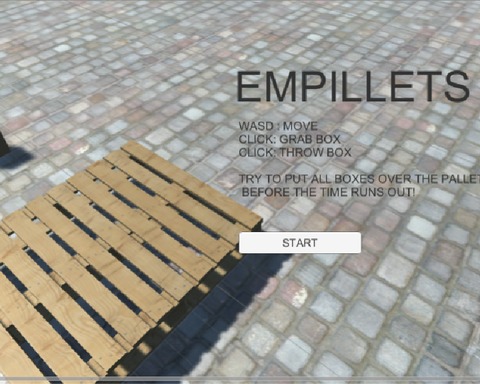 EMPILLETS
WASD : MOVE
CLICK: GRAB BOX
CLICK: THROW BOX
TRY TO PUT ALL BOXES OVER THE PALLET
BEFORE THE TIME RUNS OUT!
START